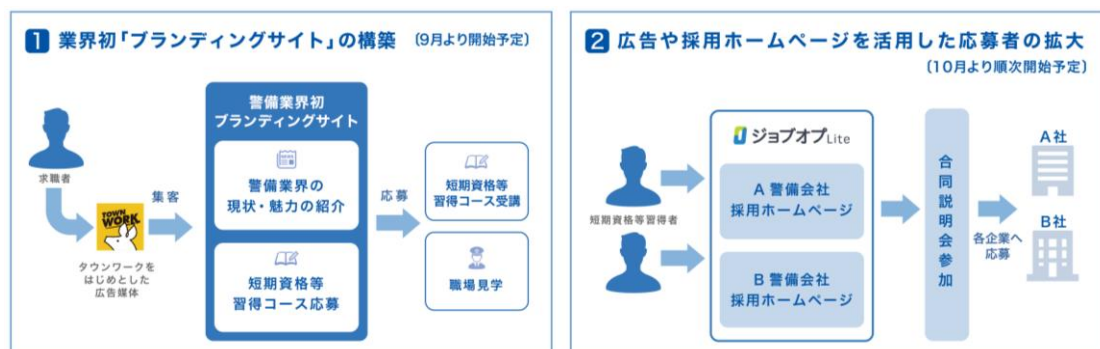 1 業界初「ブランディングサイト」の構築 (9月より開始予定)
求職者
TOWN
WORK
タウンワークを
はじめとした
広告媒体
集客
警備業界初
ブランディングサイト
NEWS
警備業界の
現状・魅力の紹介
短期資格等
習得コース応募
応募
短期資格等
習得コース受講
職場見学
2 広告や採用ホームページを活用した応募者の拡大
〔10月より順次開始予定〕
短期資格等習得者
ジョブオプLite
A 警備会社
採用ホームページ
B 警備会社
採用ホームページ
合同説明会参加
各企業へ
応募
A社
B社